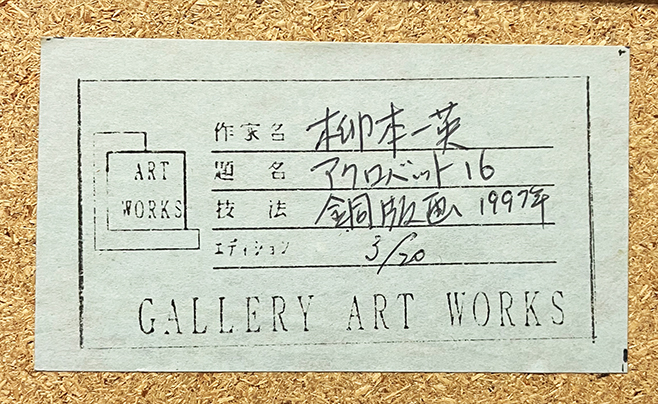 ART
WORKS
作家名 柳本一英
題名 アクロバット16
技法 銅版画 1997年
エディション 3/20
GALLERY ART WORKS